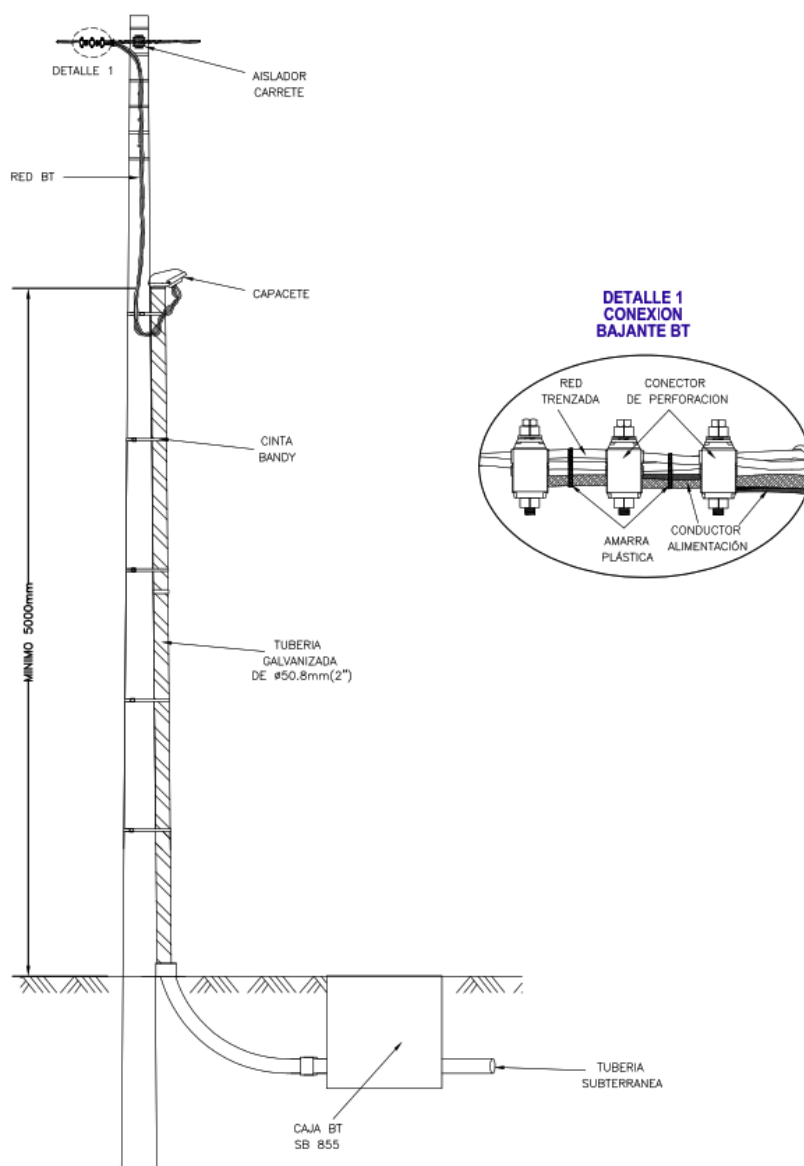 DETALLE 1
AISLADOR
CARRETE
RED BT
CAPACETE
MINIMO 5000mm
CINTA
BANDY
TUBERIA
GALVANIZADA
DE ø50.8mm(2")
DETALLE 1
CONEXION
BAJANTE BT
RED
TRENZADA
CONECTOR
DE PERFORACION
AMARRA
PLÁSTICA
CONDUCTOR
ALIMENTACIÓN
TUBERIA
SUBTERRANEA
CAJA BT
SB 855